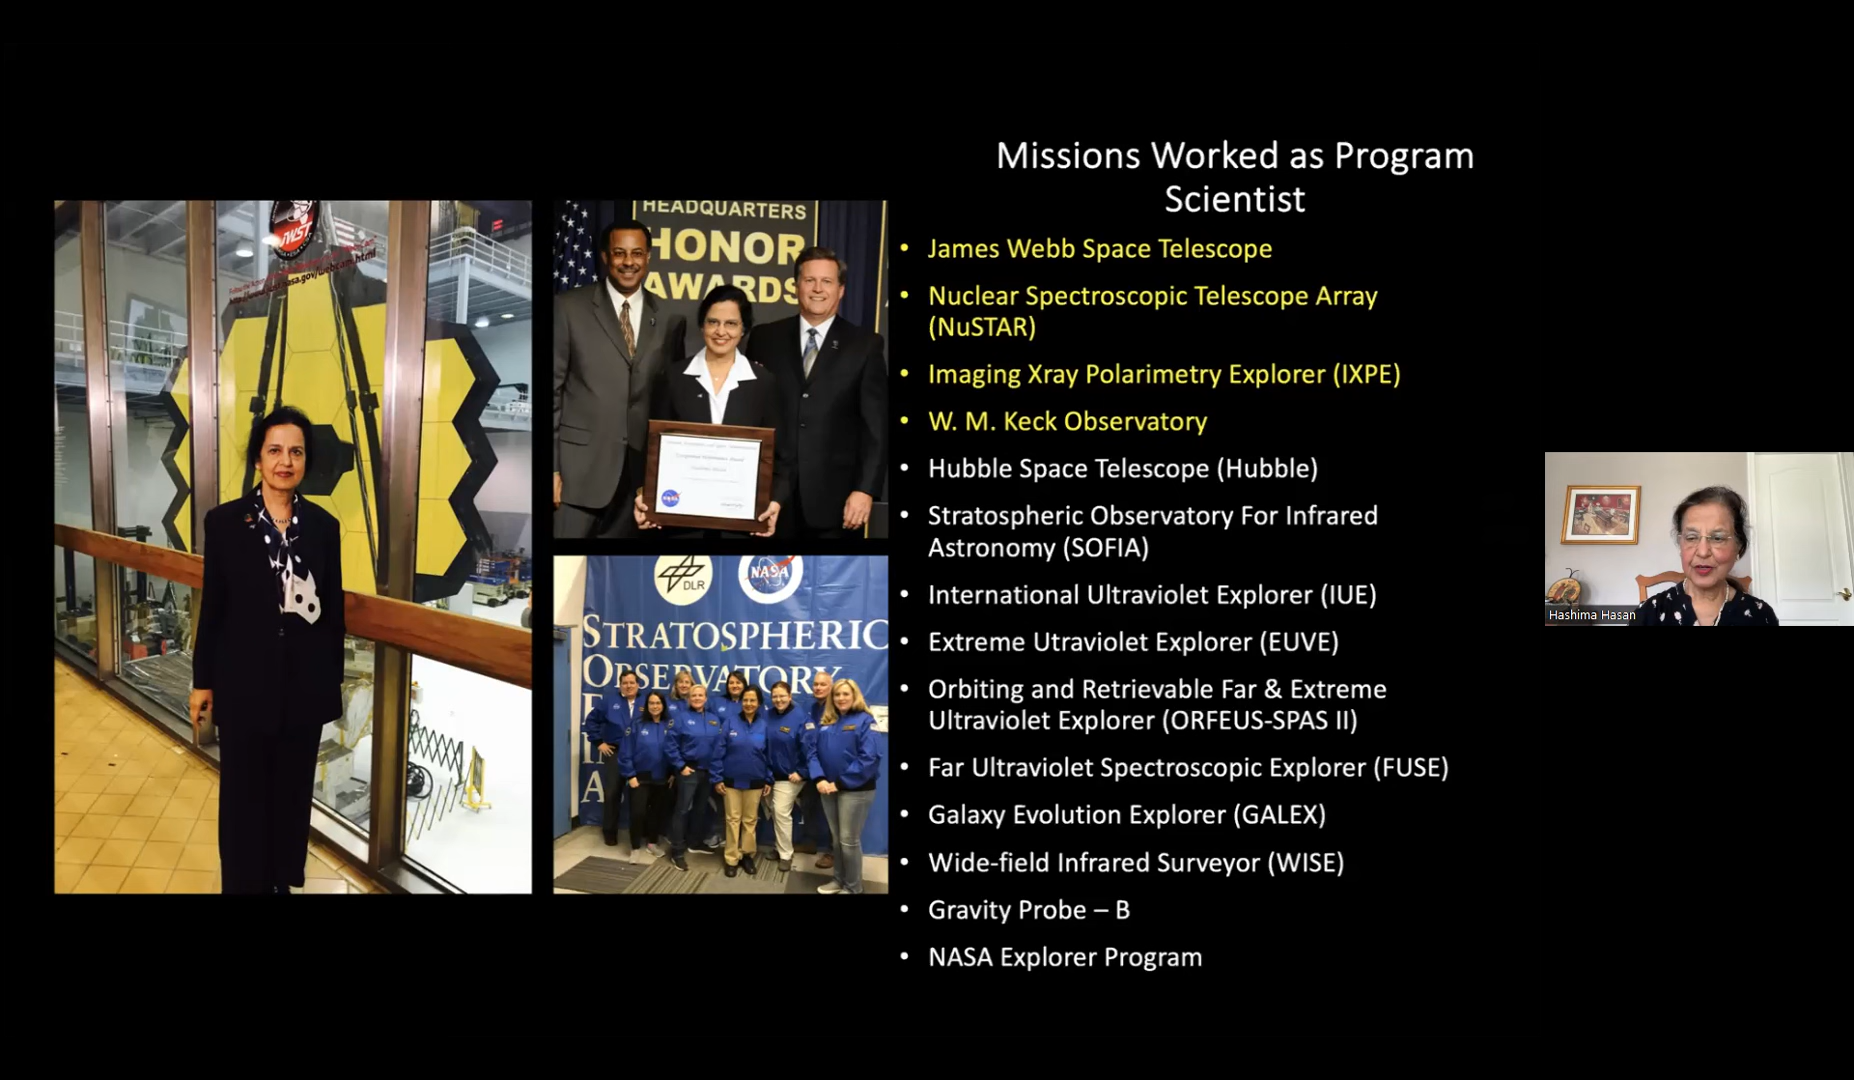 Missions Worked as Program
Scientist
• James Webb Space Telescope
• Nuclear Spectroscopic Telescope Array
(NuSTAR)
• Imaging Xray Polarimetry Explorer (IXPE)
• W. M. Keck Observatory
• Hubble Space Telescope (Hubble)
• Stratospheric Observatory For Infrared
Astronomy (SOFIA)
• International Ultraviolet Explorer (IUE)
• Extreme Utraviolet Explorer (EUVE)
• Orbiting and Retrievable Far & Extreme
Ultraviolet Explorer (ORFEUS-SPAS II)
• Far Ultraviolet Spectroscopic Explorer (FUSE)
• Galaxy Evolution Explorer (GALEX)
• Wide-field Infrared Surveyor (WISE)
• Gravity Probe – B
• NASA Explorer Program
JWST
HEADQUARTERS
HONOR
AWARDS
NASA
DLR
NASA
STRATOSPHERIC
OBSERVATORY
Hashima Hasan